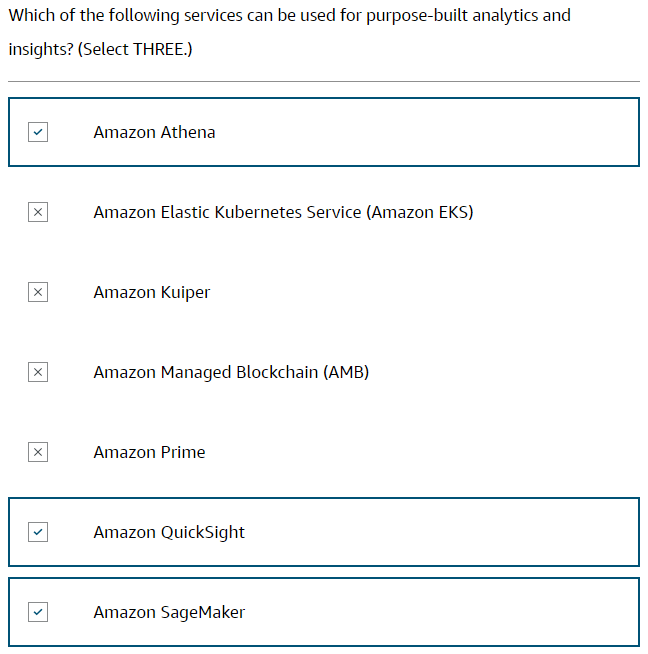 Which of the following services can be used for purpose-built analytics and
insights? (Select THREE.)
Amazon Athena
Amazon Elastic Kubernetes Service (Amazon EKS)
Amazon Kuiper
Amazon Managed Blockchain (AMB)
Amazon Prime
Amazon QuickSight
Amazon SageMaker